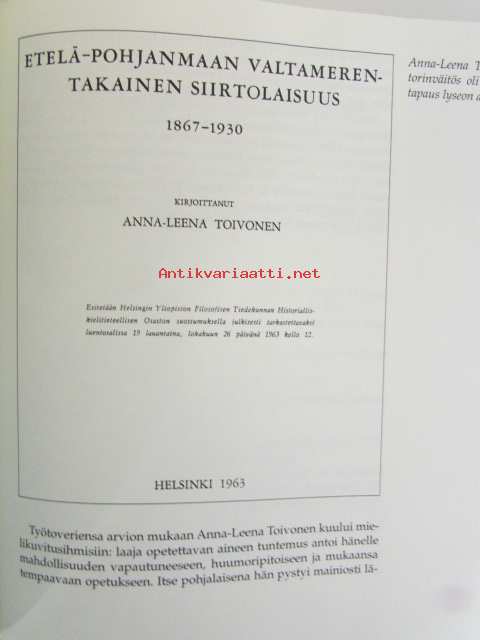 ETELÄ-POHJANMAAN VALTAMEREN-
TAKAINEN SIIRTOLAISUUS
1867–1930
KIRJOITTANUT
ANNA-LEENA TOIVONEN
Antikvariaatti.net
Esitetään Helsingin Yliopiston Filosofisen Tiedekunnan Historiallis-
kielitieteellisen Osaston suostumuksella julkisesti tarkastettavaksi
luentosalissa 19 lauantaina, lokakuun 26 päivänä 1963 kello 12.
HELSINKI 1963
Työtoveriensa arvion mukaan Anna-Leena Toivonen kuului mie-
likuvitusihmisiin: laaja opetettavan aineen tuntemus antoi hänelle
mahdollisuuden vapautuneeseen, huumoripitoiseen ja mukaansa
tempaavaan opetukseen. Itse pohjalaisena hän pystyi mainiosti lä-
Anna-Leena T
torinväitös oli
tapaus lyseon a